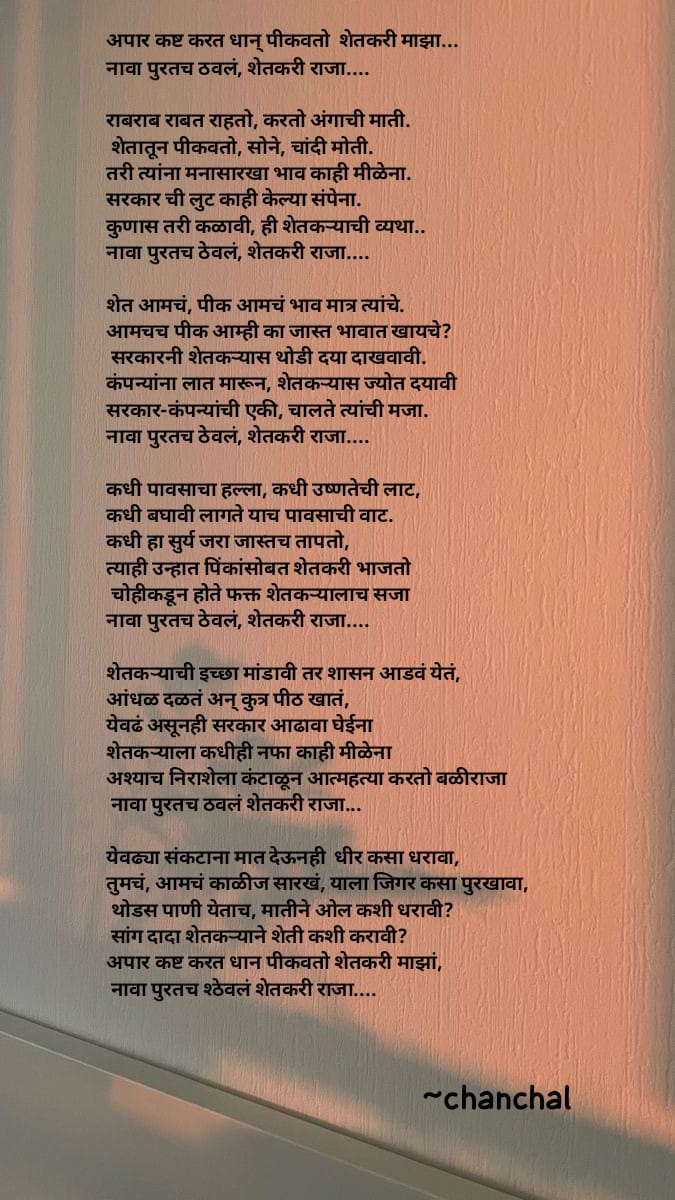 अपार कष्ट करत धान् पीकवतो शेतकरी माझा...
नावा पुरतच ठवलं, शेतकरी राजा....
राबराब राबत राहतो, करतो अंगाची माती.
शेतातून पीकवतो, सोने, चांदी मोती.
तरी त्यांना मनासारखा भाव काही मीळेना.
सरकार ची लुट काही केल्या संपेना.
कुणास तरी कळावी, ही शेतकऱ्याची व्यथा..
नावा पुरतच ठेवलं, शेतकरी राजा....
शेत आमचं, पीक आमचं भाव मात्र त्यांचे.
आमचच पीक आम्ही का जास्त भावात खायचे?
सरकारनी शेतकऱ्यास थोडी दया दाखवावी.
कंपन्यांना लात मारून, शेतकऱ्यास ज्योत दयावी
सरकार-कंपन्यांची एकी, चालते त्यांची मजा.
नावा पुरतच ठेवलं, शेतकरी राजा....
कधी पावसाचा हल्ला, कधी उष्णतेची लाट,
कधी बघावी लागते याच पावसाची वाट.
कधी हा सुर्य जरा जास्तच तापतो,
त्याही उन्हात पिंकांसोबत शेतकरी भाजतो
चोहीकडून होते फक्त शेतकऱ्यालाच सजा
नावा पुरतच ठेवलं, शेतकरी राजा....
शेतकऱ्याची इच्छा मांडावी तर शासन आडवं येतं,
आंधळ दळतं अन् कुत्र पीठ खातं,
येवढं असूनही सरकार आढावा घेईना
शेतकऱ्याला कधीही नफा काही मीळेना
अश्याच निराशेला कंटाळून आत्महत्या करतो बळीराजा
नावा पुरतच ठवलं शेतकरी राजा...
येवढ्या संकटाना मात देऊनही धीर कसा धरावा,
तुमचं, आमचं काळीज सारखं, याला जिगर कसा पुरखावा,
थोडस पाणी येताच, मातीने ओल कशी धरावी?
सांग दादा शेतकऱ्याने शेती कशी करावी?
अपार कष्ट करत धान पीकवतो शेतकरी माझां,
नावा पुरतच श्ठेवलं शेतकरी राजा....
~chanchal